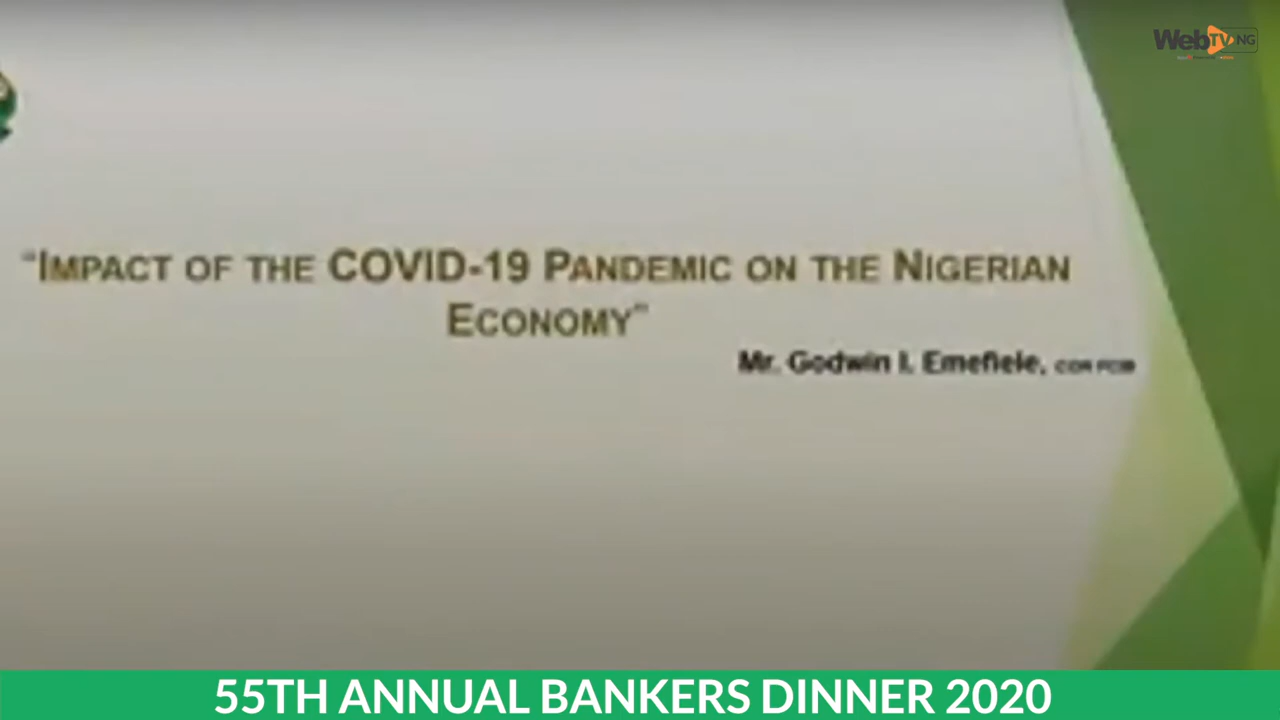 WebTV NG
"IMPACT OF THE COVID-19 PANDEMIC ON THE NIGERIAN
ECONOMY"
Mr. Godwin I. Emefiele,
55TH ANNUAL BANKERS DINNER 2020